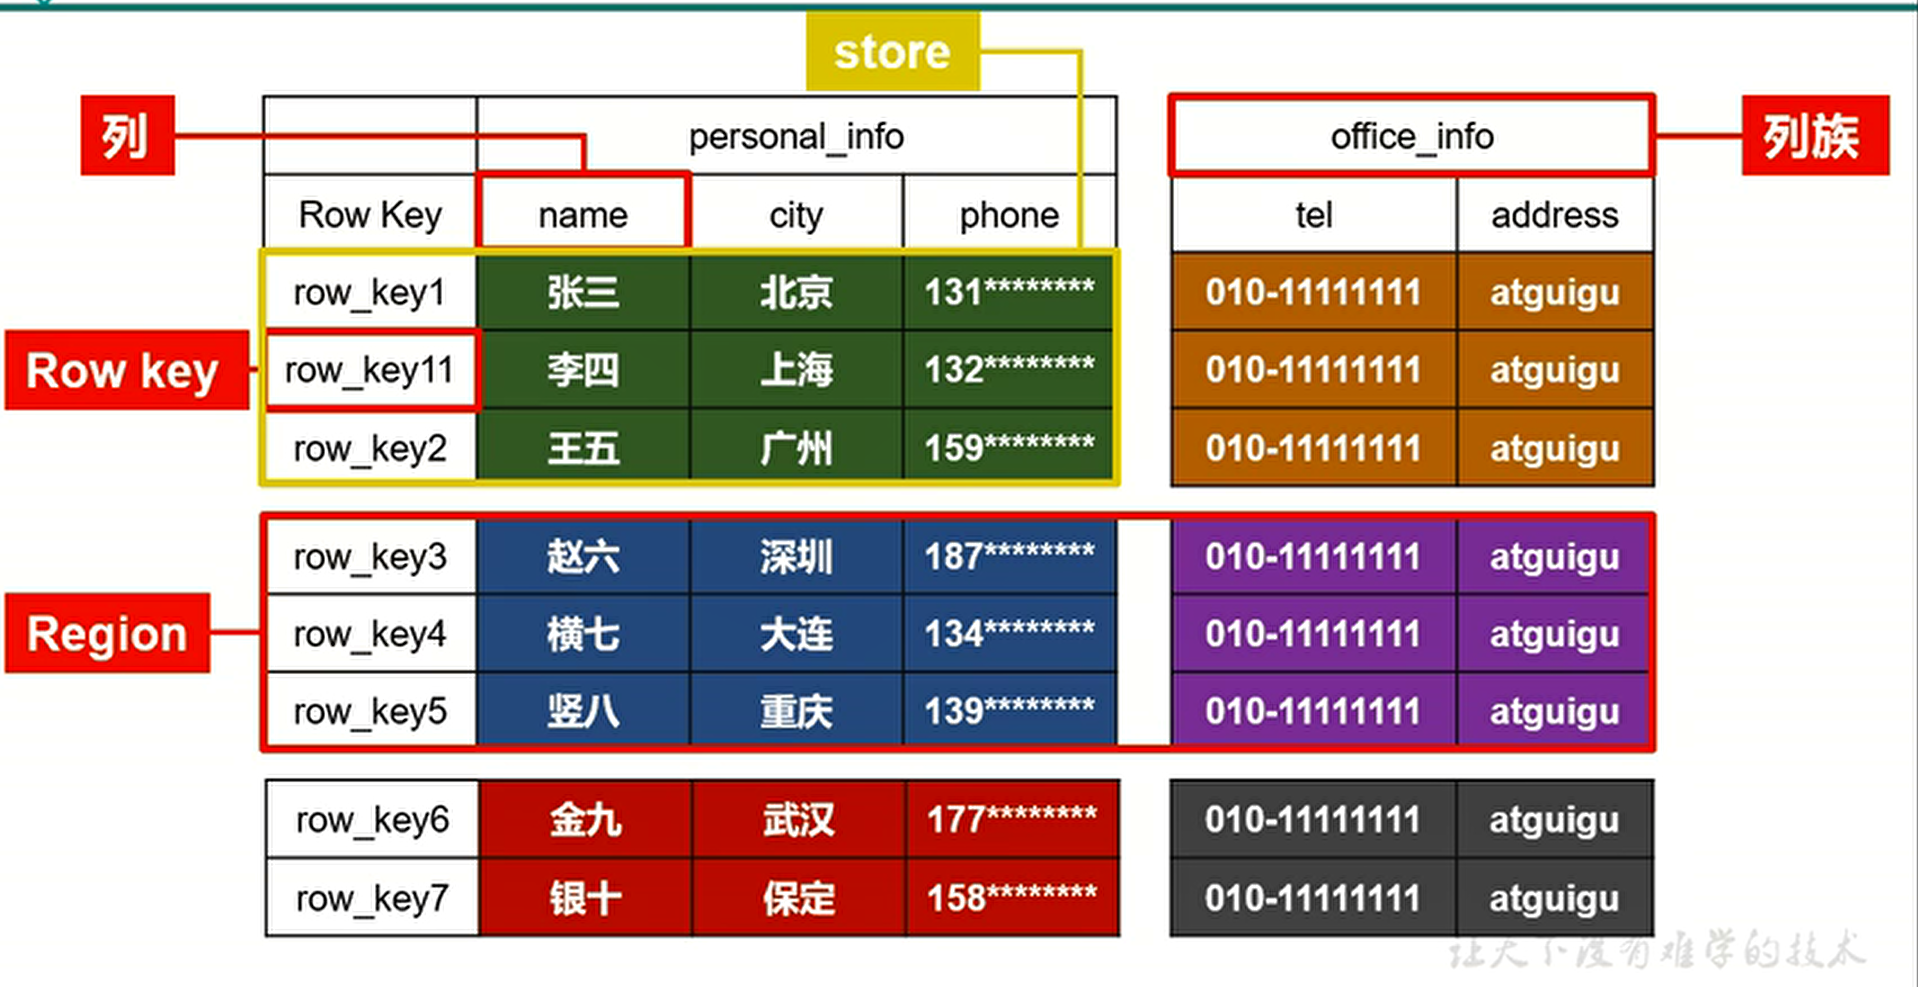 store
列
personal_info
office_info
列族
Row Key name city phone tel address
row_key1 张三 北京 131******** 010-11111111 atguigu
Row key
row_key11 李四 上海 132******** 010-11111111 atguigu
row_key2 王五 广州 159******** 010-11111111 atguigu
row_key3 赵六 深圳 187******** 010-11111111 atguigu
Region
row_key4 横七 大连 134******** 010-11111111 atguigu
row_key5 竖八 重庆 139******** 010-11111111 atguigu
row_key6 金九 武汉 177******** 010-11111111 atguigu
row_key7 银十 保定 158******** 010-11111111 atguigu
让天下没有难学的技术